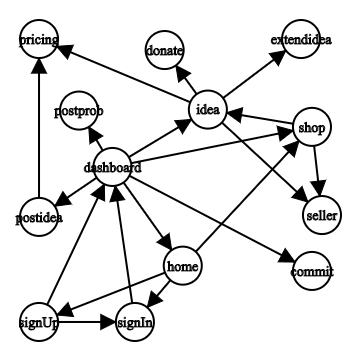 pricing
donate
extendidea
postprob
idea
shop
dashboard
postidea
seller
home
commit
signUp
signIn